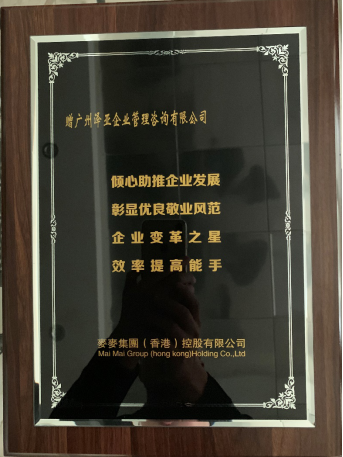 赠广州泽亚企业管理咨询有限公司
倾心助推企业发展
彰显优良敬业风范
企业变革之星
效率提高能手
麥麥集團（香港）控股有限公司
Mai Mai Group (hong kong)Holding Co.,Ltd